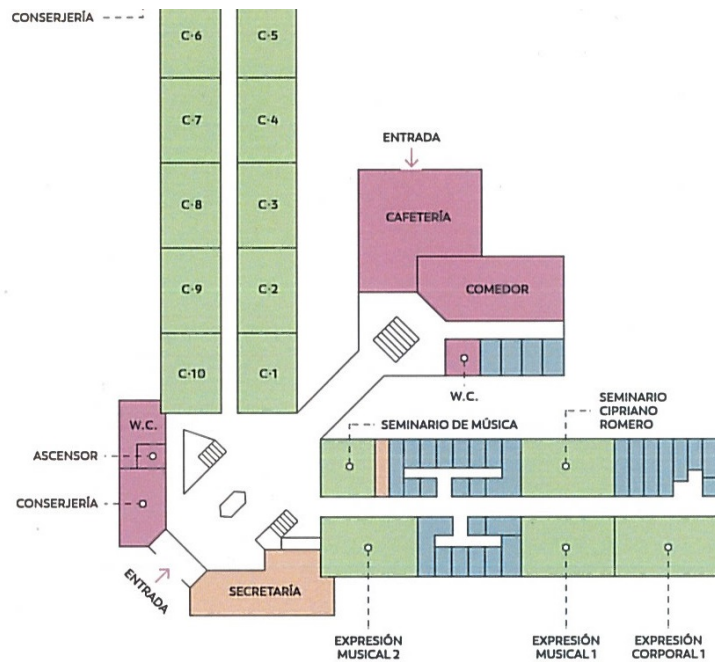 CONSERJERÍA
C·6
C·5
C·7
C·4
ENTRADA
C·8
C·3
CAFETERÍA
C·9
C·2
COMEDOR
C·10
C·1
W.C.
SEMINARIO
CIPRIANO
ROMERO
W.C.
SEMINARIO DE MÚSICA
ASCENSOR
CONSERJERÍA
ENTRADA
SECRETARÍA
EXPRESIÓN
MUSICAL 2
EXPRESIÓN
MUSICAL 1
EXPRESIÓN
CORPORAL 1